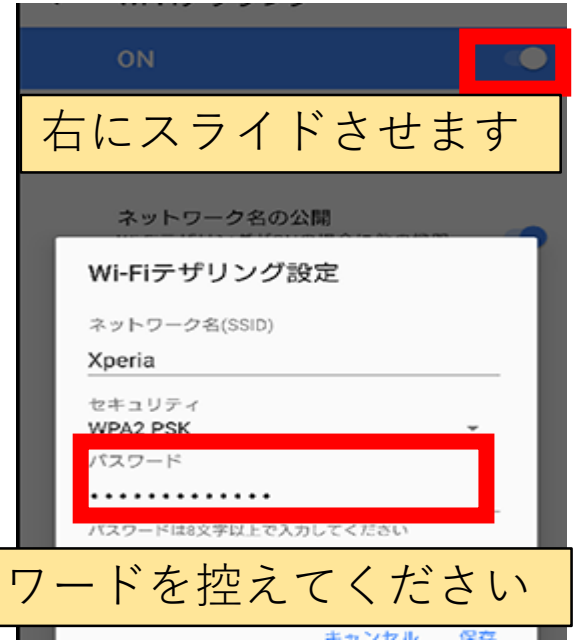 ON
右にスライドさせます
ネットワーク名の公開
Wi-Fiテザリング設定
ネットワーク名(SSID)
Xperia
セキュリティ
WPA2 PSK
パスワード
•••••••••••••
パスワードは8文字以上で入力してください
ワードを控えてください
キャンセル 保存